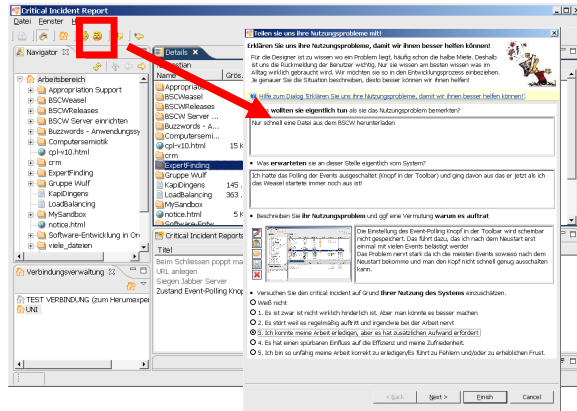 Critical Incident Report
Datei Fenster
Navigator
Arbeitsbereich
Appropriation Support
BSCWeasel
BSCWReleases
BSCW Server einrichten
Buzzwords - Anwendungssy
Computersemiotik
cpl-v10.html
crm
ExpertFinding
Gruppe Wulf
KapiDingens
LoadBalancing
MySandbox
notice.html
Software-Entwicklung in Or
viele_dateien
Verbindungsverwaltung
TEST VERBINDUNG (zum Herumexper
UNI
Details
Name
Grös
Appropriatio
BSCWeasel
BSCWReleases
BSCW Server ...
Buzzwords - A...
Computersemi...
cpl-v10.html 15 K
crm
ExpertFinding
Gruppe Wulf
KapiDingens 145 .
LoadBalancing 363 .
MySandbox
notice.html 5 K
Software-Entw
Critical Incident Reports
Titel
Beim Schliessen poppt ma
URL anlegen
Siegen Jabber Server
Zustand Event-Polling Knop
Teilen sie uns ihre Nutzungsprobleme mit!
Erklären Sie uns ihre Nutzungsprobleme, damit wir ihnen besser helfen können!
Für die Designer ist zu wissen wo ein Problem liegt, häufig schon die halbe Miete. Deshalb
ist uns die Rückmeldung der Benutzer wichtig. Nur sie wissen am besten was im
Alltag wirklich gebraucht wird. Wir möchten sie so in den Entwicklungsprozess einbeziehen.
Je genauer Sie die Situation beschreiben, desto besser können wir ihnen helfen!
Hilfe zum Dialog 'Erklären Sie uns ihre Nutzungsprobleme, damit wir ihnen besser helfen können!'.
wollten sie eigentlich tun als sie das Nutzungsproblem bemerkten?
Nur schnell eine Datei aus dem BSCW herunterladen
• Was erwarteten sie an dieser Stelle eigentlich vom System?
Ich hatte das Polling der Events ausgeschaltet (Knopf in der Toolbar) und ging davon aus das er jetzt als ich
das Weasel startete immer noch aus ist!
• Beschreiben Sie ihr Nutzungsproblem und ggf eine Vermutung warum es auftrat
Die Einstellung des Event-Polling Knopf in der Toolbar wird scheinbar
nicht gespeichert. Das führt dazu, das ich nach dem Neustart erst
einmal mit vielen Events belästigt werde!
Das Problem nervt stark da ich die meisten Events sowieso nach dem
Neustart bekomme und man den Kopf nicht schnell genug ausschalten
kann.
• Versuchen Sie den critical incident auf Grund Ihrer Nutzung des Systems einzuschätzen.
Weiß nicht
1. Es ist zwar ist nicht wirklich hinderlich ist. Aber man könnte es besser machen
2. Es stört weil es regelmäßig auftritt und irgendwie bei der Arbeit nervt
3. Ich konnte meine Arbeit erledigen, aber es hat zusätzlichen Aufwand erfordert
4. Es hat einen spürbaren Einfluss auf die Effizienz und meine Zufriedenheit.
5. Ich bin so unfähig meine Arbeit korrekt zu erledigen/Es führt zu Fehlern und/oder zu erheblichen Frust.
< Back
Next >
Finish
Cancel